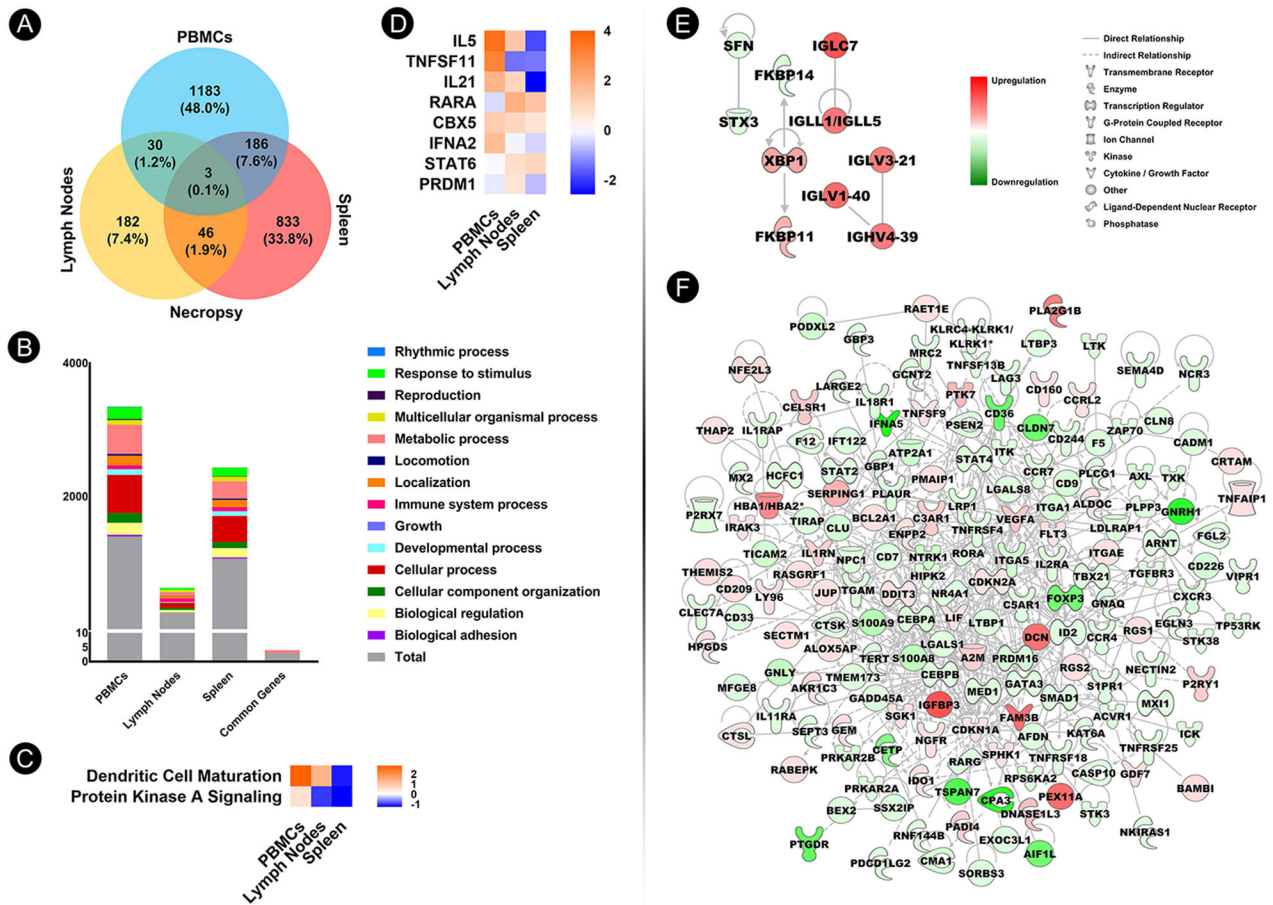 A
PBMCs
1183
(48.0%)
30
(1.2%)
186
(7.6%)
3
(0.1%)
182
(7.4%)
46
(1.9%)
833
(33.8%)
Lymph Nodes
Spleen
Necropsy
B
4000
2000
10
5
0
PBMCs
Lymph Nodes
Spleen
Common Genes
Rhythmic process
Response to stimulus
Reproduction
Multicellular organismal process
Metabolic process
Locomotion
Localization
Immune system process
Growth
Developmental process
Cellular process
Cellular component organization
Biological regulation
Biological adhesion
Total
C
Dendritic Cell Maturation
Protein Kinase A Signaling
PBMCs
Lymph Nodes
Spleen
2
1
0
-1
D
IL5
TNFSF11
IL21
RARA
CBX5
IFNA2
STAT6
PRDM1
PBMCs
Lymph Nodes
Spleen
4
2
0
-2
E
SFN
IGLC7
FKBP14
STX3
IGLL1/IGLL5
XBP1
IGLV3-21
IGLV1-40
FKBP11
IGHV4-39
Upregulation
Downregulation
Direct Relationship
Indirect Relationship
Transmembrane Receptor
Enzyme
Transcription Regulator
G-Protein Coupled Receptor
Ion Channel
Kinase
Cytokine / Growth Factor
Other
Ligand-Dependent Nuclear Receptor
Phosphatase
F
PLA2G1B
RAET1E
PODXL2
KLRC4-KLRK1/
KLRK1*
GBP3
LTBP3
LTK
MRC2
TNFSF13B
NFE2L3
GCNT2
LAG3
SEMA4D
NCR3
LARGE2
CELSR1
IL18R1
TNFSF9
PTK7
CD36
CD160
CCRL2
IFNA5
THAP2
IL1RAP
F12
IFT122
PSEN2
CLDN7
CD244
F5
ZAP70
CLN8
CADM1
ATP2A1
ITK
STAT4
CCR7
PLCG1
CRTAM
MX2
HCFC1
STAT2
GBP1
PMAIP1
LGALS8
CD9
AXL
TXK
SERPING1
PLAUR
ITGA1
ALDOC
PLPP3
TNFAIP1
HBA1/HBA2*
LRP1
GNRH1
P2RX7
IRAK3
TIRAP
BCL2A1
C3AR1
VEGFA
LDLRAP1
CLU
ENPP2
TNFRSF4
FLT3
ARNT
FGL2
TICAM2
IL1RN
NPC1
CD7
NTRK1
RORA
ITGA5
IL2RA
ITGAE
TGFBR3
CD226
THEMIS2
RASGRF1
HIPK2
CDKN2A
TBX21
VIPR1
CD209
LY96
JUP
ITGAM
DDIT3
NR4A1
FOXP3
GNAQ
CXCR3
CLEC7A
CD33
CTSK
S100A9
CEBPA
LIF
LTBP1
C5AR1
EGLN3
TP53RK
DCN
ID2
CCR4
RGS1
STK38
HPGDS
SECTM1
ALOX5AP
LGALS1
TERT
S100A8
A2M
PRDM16
RGS2
NECTIN2
GNLY
TMEM173
CEBPB
GATA3
MFGE8
AKR1C3
MED1
S1PR1
P2RY1
GADD45A
SMAD1
MXI1
IGFBP3
IL11RA
SGK1
FAM3B
ACVR1
CTSL
SEPT3
GEM
CDKN1A
AFDN
KAT6A
ICK
NGFR
CETP
TNFRSF25
PRKAR2B
SPHK1
TNFRSF18
RABEPK
RARG
CASP10
IDO1
RPS6KA2
GDF7
BAMBI
PRKAR2A
TSPAN7
CPA3
PEX11A
BEX2
SSX2IP
DNASE1L3
STK3
PADI4
RNF144B
EXOC3L1
NKIRAS1
PTGDR
AIF1L
PDCD1LG2
CMA1
SORBS3